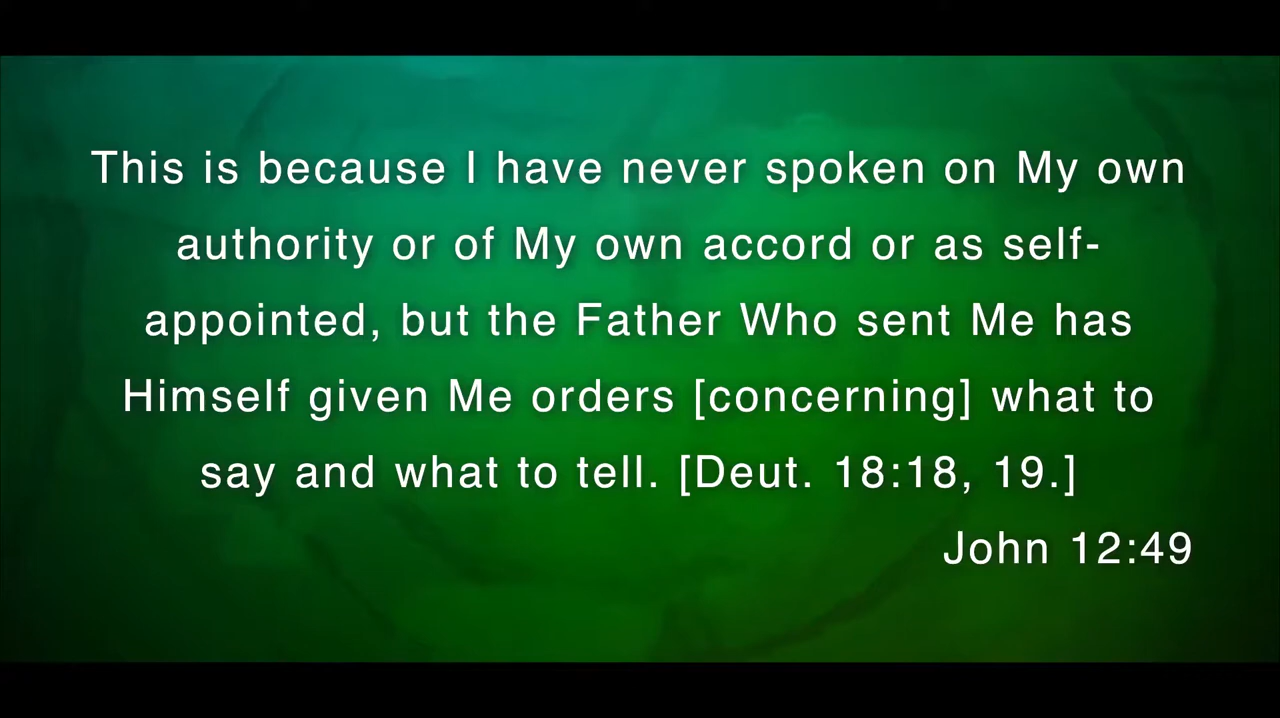 This is because I have never spoken on My own
authority or of My own accord or as self-
appointed, but the Father Who sent Me has
Himself given Me orders [concerning] what to
say and what to tell. [Deut. 18:18, 19.]
John 12:49